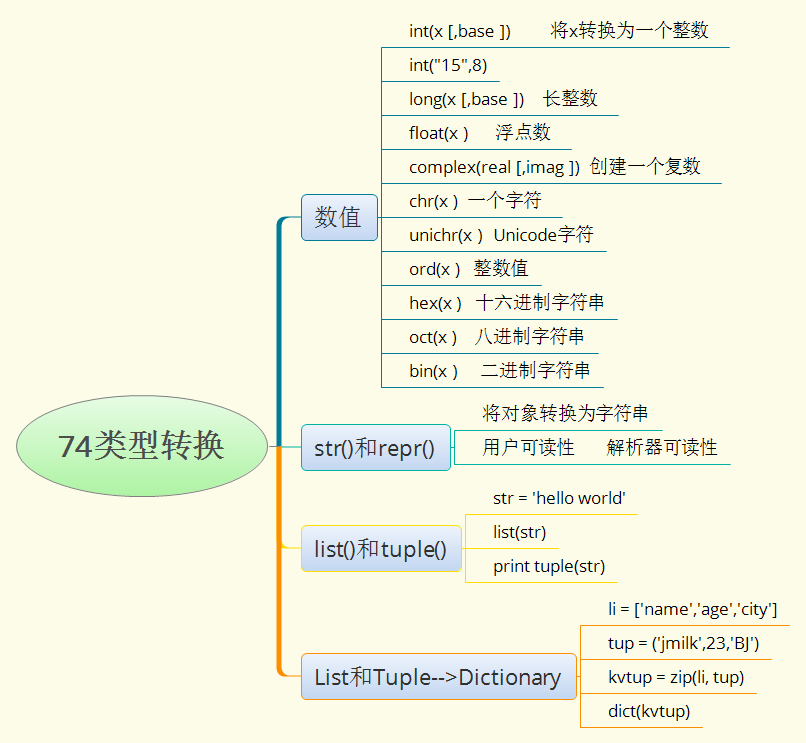 int(x [,base ]) 将x转换为一个整数
int("15",8)
long(x [,base ]) 长整数
float(x ) 浮点数
complex(real [,imag ]) 创建一个复数
数值
chr(x ) 一个字符
unichr(x ) Unicode字符
ord(x ) 整数值
hex(x ) 十六进制字符串
oct(x ) 八进制字符串
bin(x ) 二进制字符串
74类型转换
str()和repr()
将对象转换为字符串
用户可读性 解析器可读性
list()和tuple()
str = 'hello world'
list(str)
print tuple(str)
List和Tuple-->Dictionary
li = ['name','age','city']
tup = ('jmilk',23,'BJ')
kvtup = zip(li, tup)
dict(kvtup)